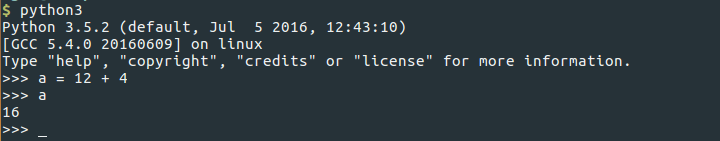 $ python3
Python 3.5.2 (default, Jul  5 2016, 12:43:10)
[GCC 5.4.0 20160609] on linux
Type "help", "copyright", "credits" or "license" for more information.
>>> a = 12 + 4
>>> a
16
>>> _